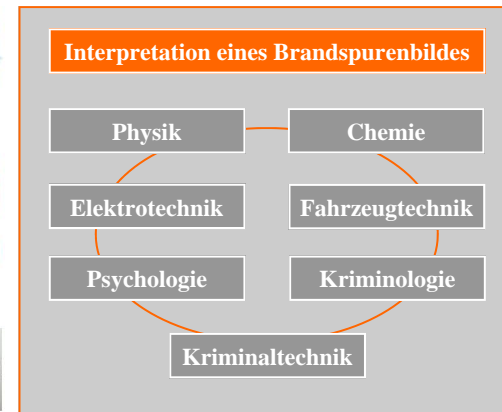 Interpretation eines Brandspurenbildes
Physik
Chemie
Elektrotechnik
Fahrzeugtechnik
Psychologie
Kriminologie
Kriminaltechnik